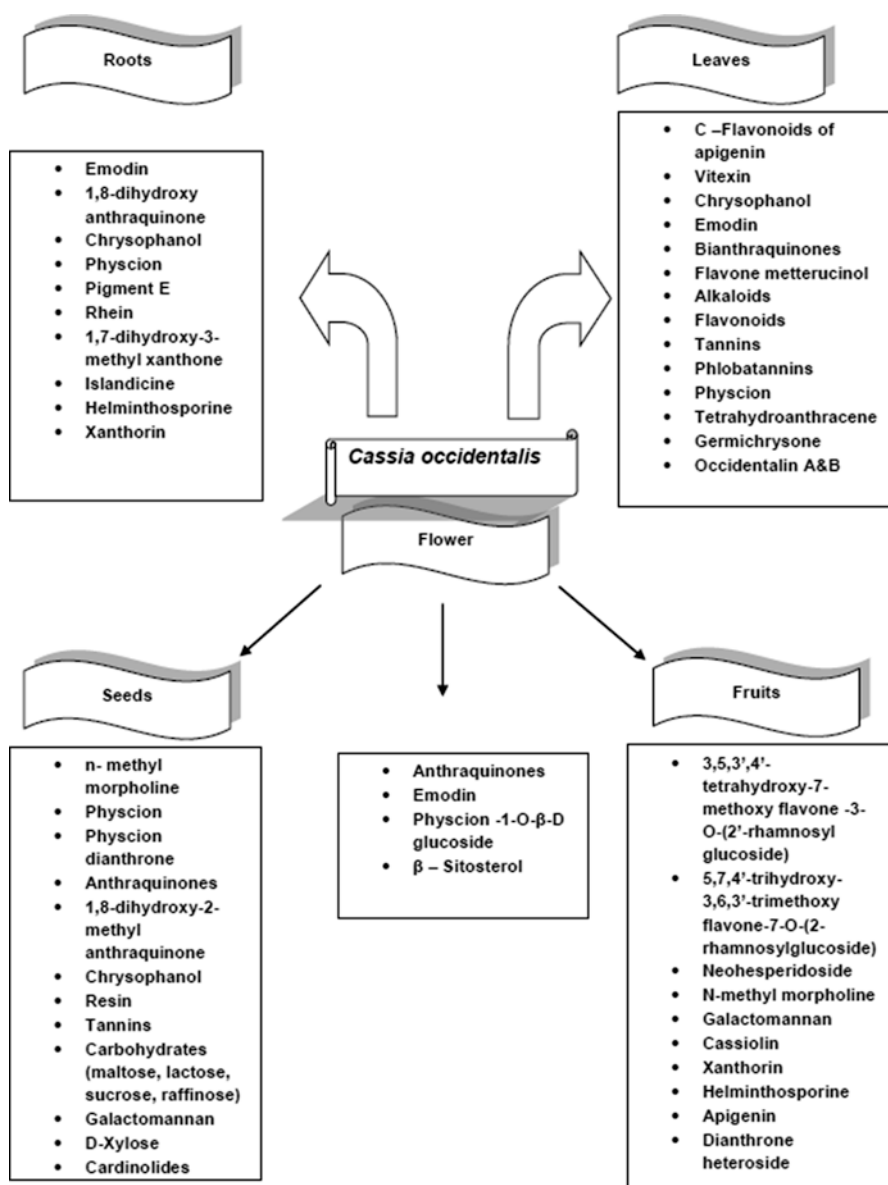 Roots
Leaves
• Emodin
• 1,8-dihydroxy
anthraquinone
• Chrysophanol
• Physcion
• Pigment E
• Rhein
• 1,7-dihydroxy-3-
methyl xanthone
• Islandicine
• Helminthosporine
• Xanthorin
• C –Flavonoids of
apigenin
• Vitexin
• Chrysophanol
• Emodin
• Bianthraquinones
• Flavone metterucinol
• Alkaloids
• Flavonoids
• Tannins
• Phlobatannins
• Physcion
• Tetrahydroanthracene
• Germichrysone
• Occidentalin A&B
Cassia occidentalis
Flower
Seeds
Fruits
• n- methyl
morpholine
• Physcion
• Physcion
dianthrone
• Anthraquinones
• 1,8-dihydroxy-2-
methyl
anthraquinone
• Chrysophanol
• Resin
• Tannins
• Carbohydrates
(maltose, lactose,
sucrose, raffinose)
• Galactomannan
• D-Xylose
• Cardinolides
• Anthraquinones
• Emodin
• Physcion -1-O-β-D
glucoside
• β – Sitosterol
• 3,5,3’,4’-
tetrahydroxy-7-
methoxy flavone -3-
O-(2’-rhamnosyl
glucoside)
• 5,7,4’-trihydroxy-
3,6,3’-trimethoxy
flavone-7-O-(2-
rhamnosylglucoside)
• Neohesperidoside
• N-methyl morpholine
• Galactomannan
• Cassiolin
• Xanthorin
• Helminthosporine
• Apigenin
• Dianthrone
heteroside